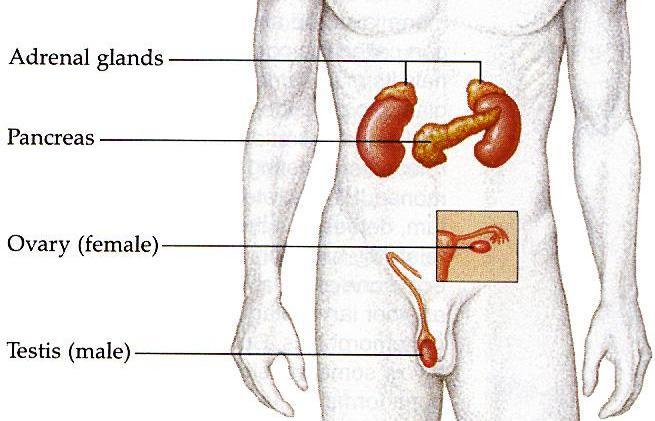 Adrenal glands
Pancreas
Ovary (female)
Testis (male)